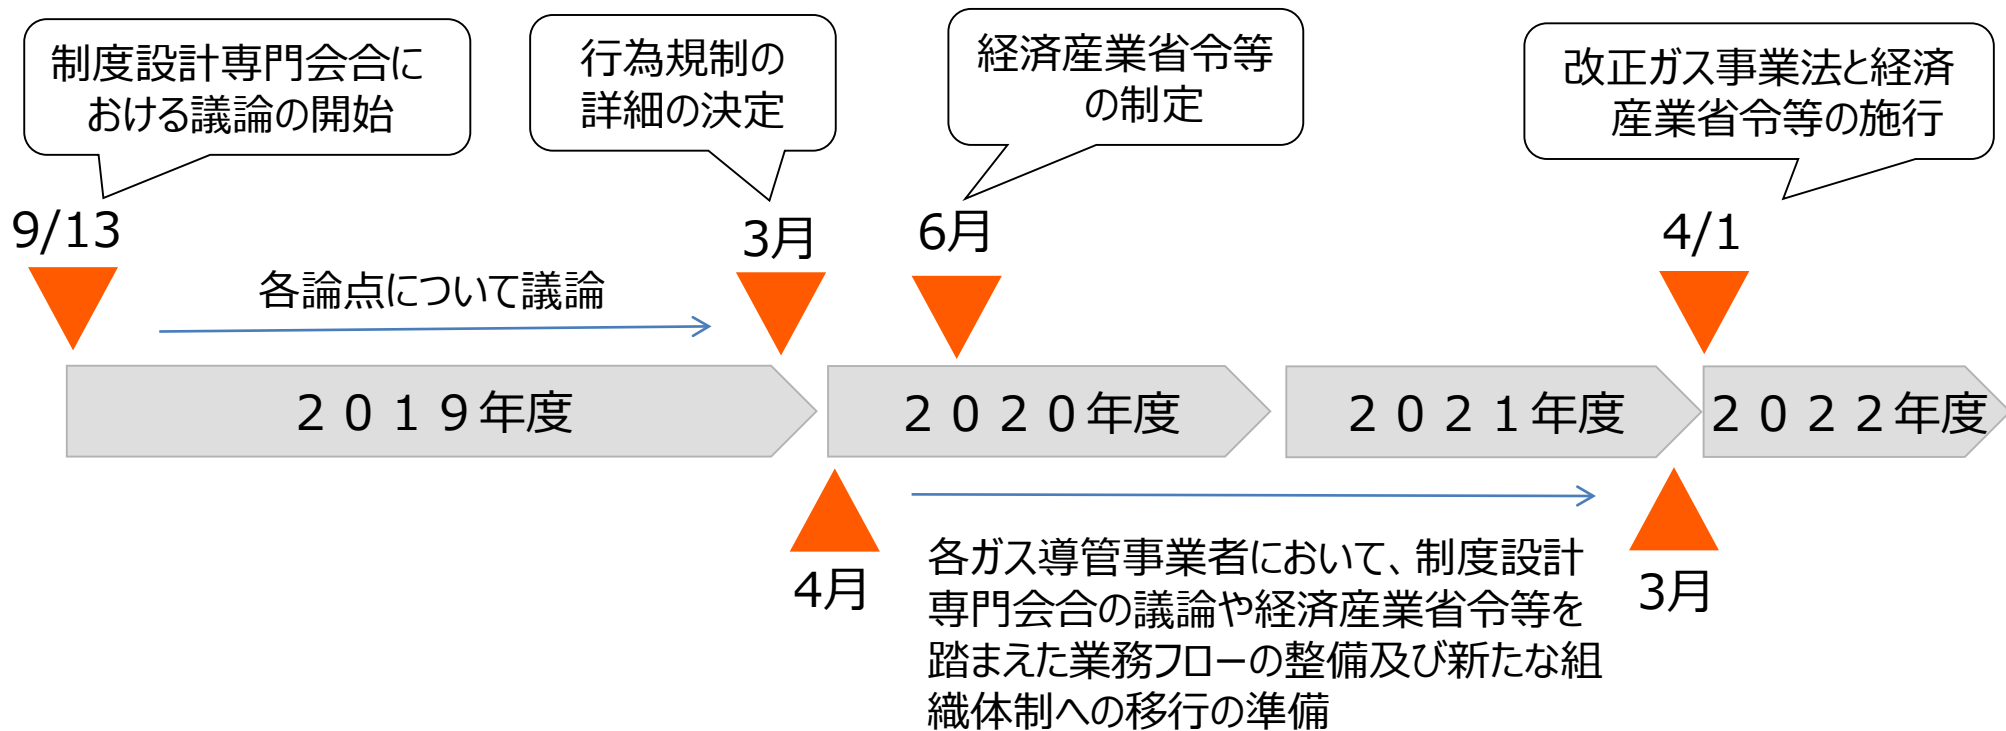 制度設計専門会合に
おける議論の開始
行為規制の
詳細の決定
経済産業省令等
の制定
改正ガス事業法と経済
産業省令等の施行
9/13
3月
6月
4/1
各論点について議論
２０１９年度
２０２０年度
２０２１年度
２０２２年度
4月
各ガス導管事業者において、制度設計
専門会合の議論や経済産業省令等を
踏まえた業務フローの整備及び新たな組
織体制への移行の準備
3月